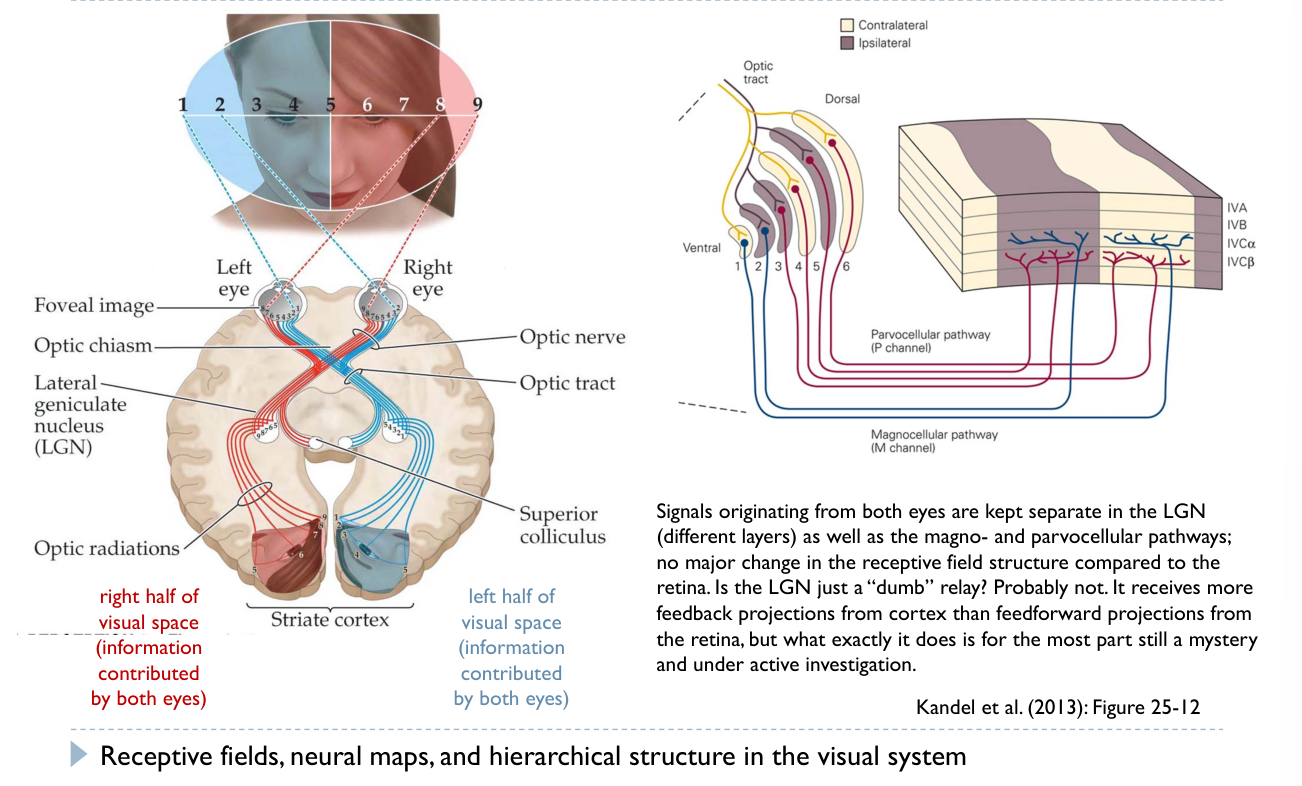 1 2 3 4 5 6 7 8 9
Left
eye
Right
eye
Foveal image
Optic chiasm
Lateral
geniculate
nucleus
(LGN)
Optic radiations
Optic nerve
Optic tract
Superior
colliculus
Striate cortex
right half of
visual space
(information
contributed
by both eyes)
left half of
visual space
(information
contributed
by both eyes)
Contralateral
Ipsilateral
Optic
tract
Dorsal
Ventral
1 2 3 4 5 6
IVA
IVB
IVCα
IVCβ
Parvocellular pathway
(P channel)
Magnocellular pathway
(M channel)
Signals originating from both eyes are kept separate in the LGN
(different layers) as well as the magno- and parvocellular pathways;
no major change in the receptive field structure compared to the
retina. Is the LGN just a “dumb” relay? Probably not. It receives more
feedback projections from cortex than feedforward projections from
the retina, but what exactly it does is for the most part still a mystery
and under active investigation.
Kandel et al. (2013): Figure 25-12
Receptive fields, neural maps, and hierarchical structure in the visual system